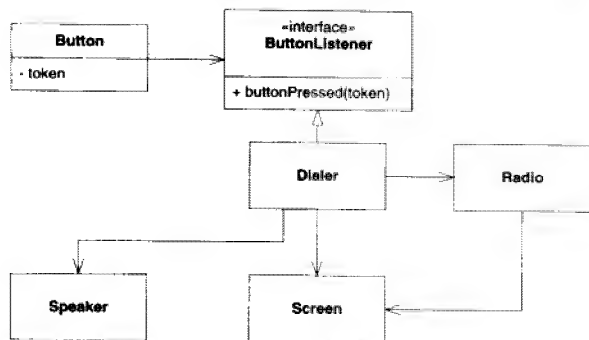 Button
- token
«interface»
ButtonListener
+ buttonPressed(token)
Dialer
Radio
Speaker
Screen